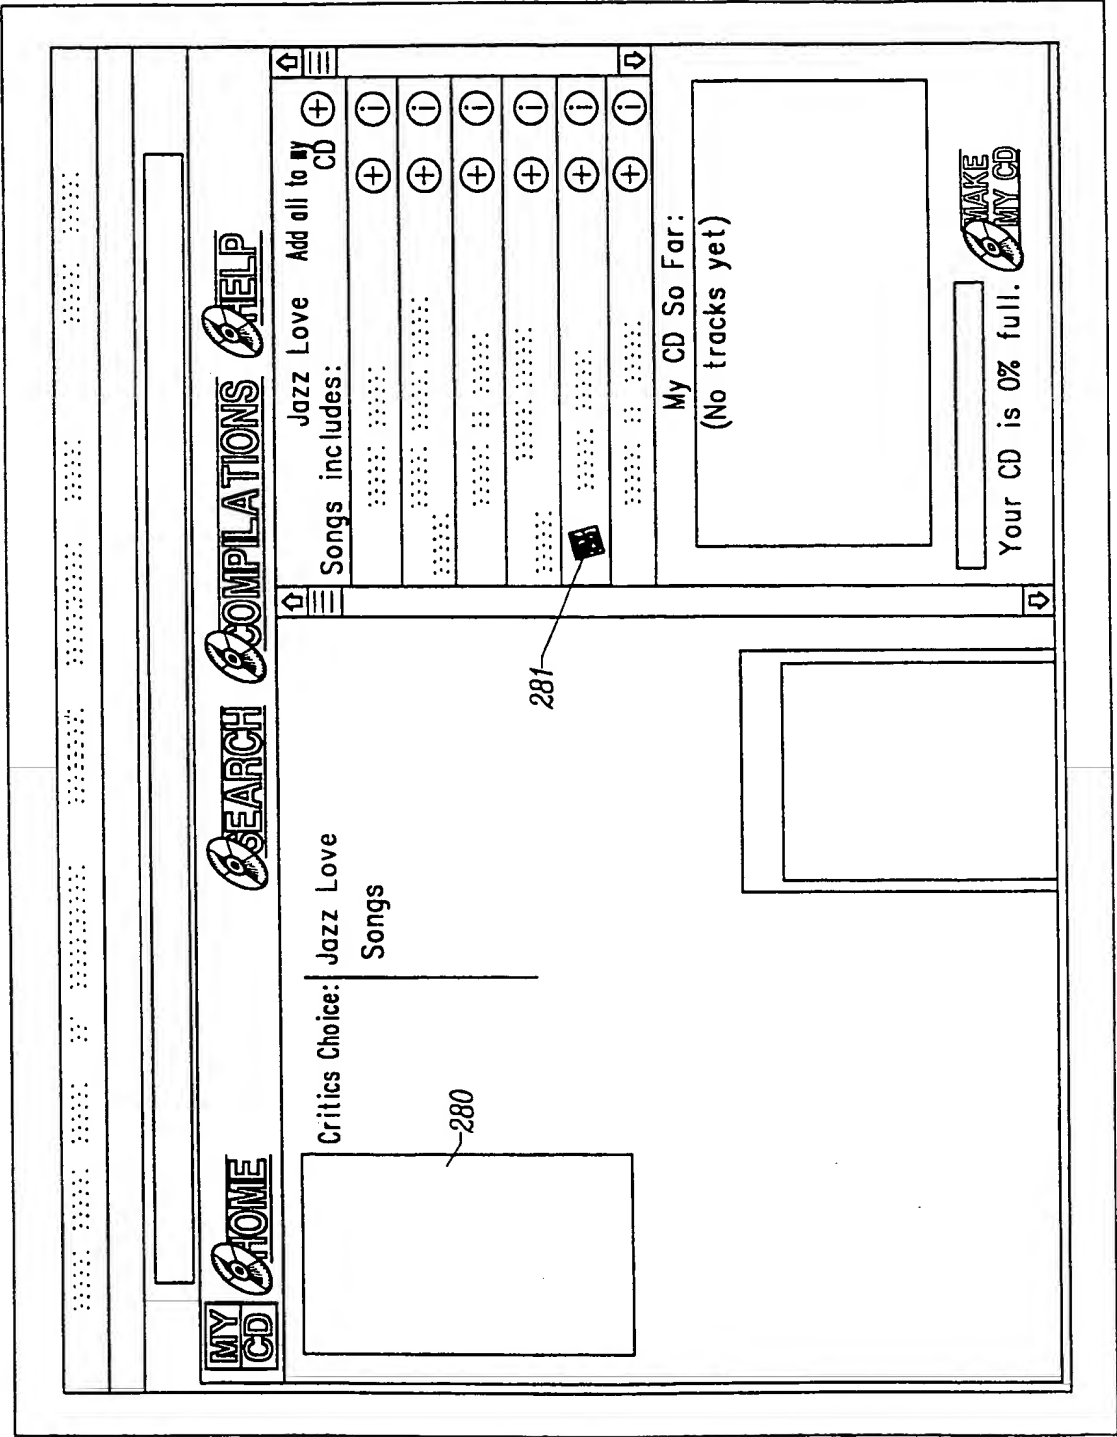 MY CD
HOME
SEARCH
COMPILATIONS
HELP
Critics Choice:
Jazz Love
Songs
280
281
Jazz Love
Add all to my
CD
Songs includes:
My CD So Far:
(No tracks yet)
Your CD is 0% full.
MAKE
MY CD